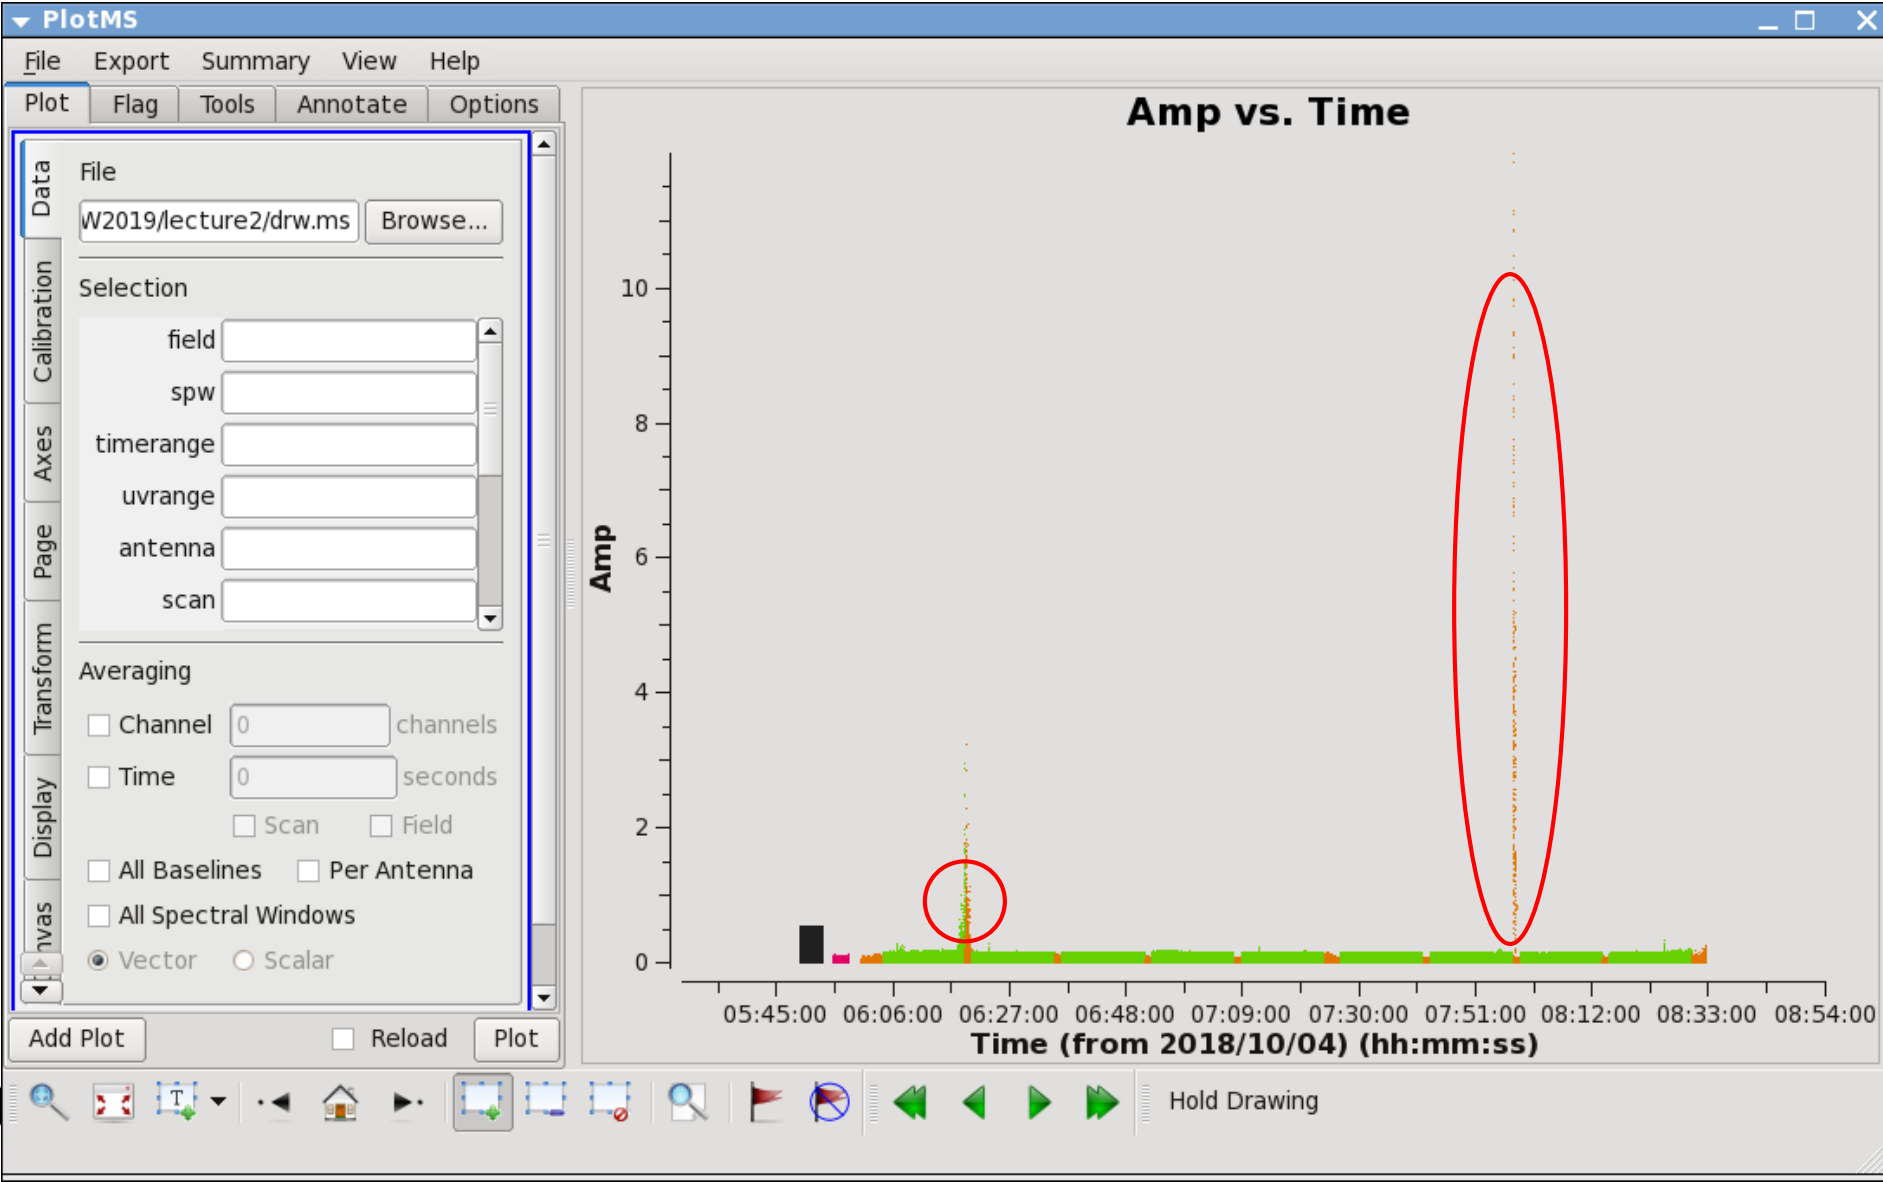 PlotMS
File Export Summary View Help
Plot Flag Tools Annotate Options
Data
Calibration
Axes
Page
Transform
Display
nvas
File
W2019/lecture2/drw.ms Browse...
Selection
field
spw
timerange
uvrange
antenna
scan
Averaging
Channel 0 channels
Time 0 seconds
Scan Field
All Baselines Per Antenna
All Spectral Windows
Vector Scalar
Add Plot Reload Plot
Amp vs. Time
Amp
10
8
6
4
2
0
05:45:00 06:06:00 06:27:00 06:48:00 07:09:00 07:30:00 07:51:00 08:12:00 08:33:00 08:54:00
Time (from 2018/10/04) (hh:mm:ss)
T
Hold Drawing